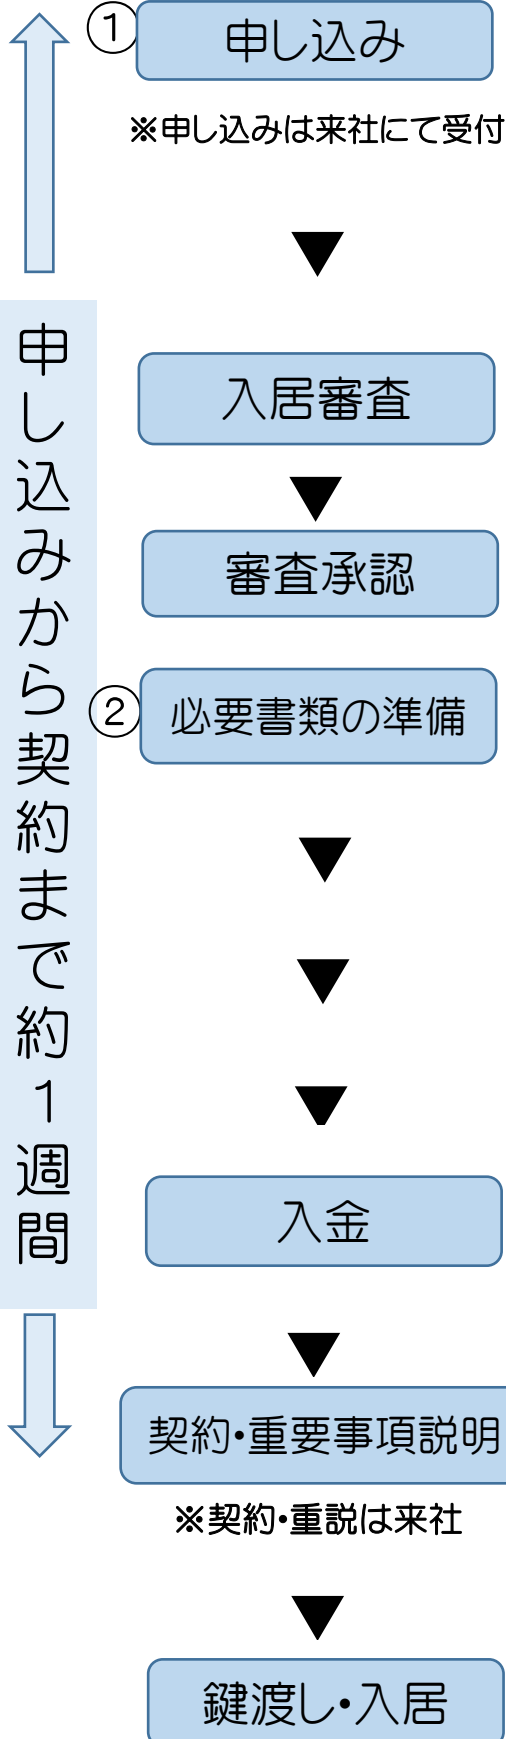 ① 申し込み
※申し込みは来社にて受付
▼
入居審査
▼
審査承認
② 必要書類の準備
▼
▼
▼
入金
▼
契約・重要事項説明
※契約・重説は来社
▼
鍵渡し・入居
申し込みから契約まで約1週間